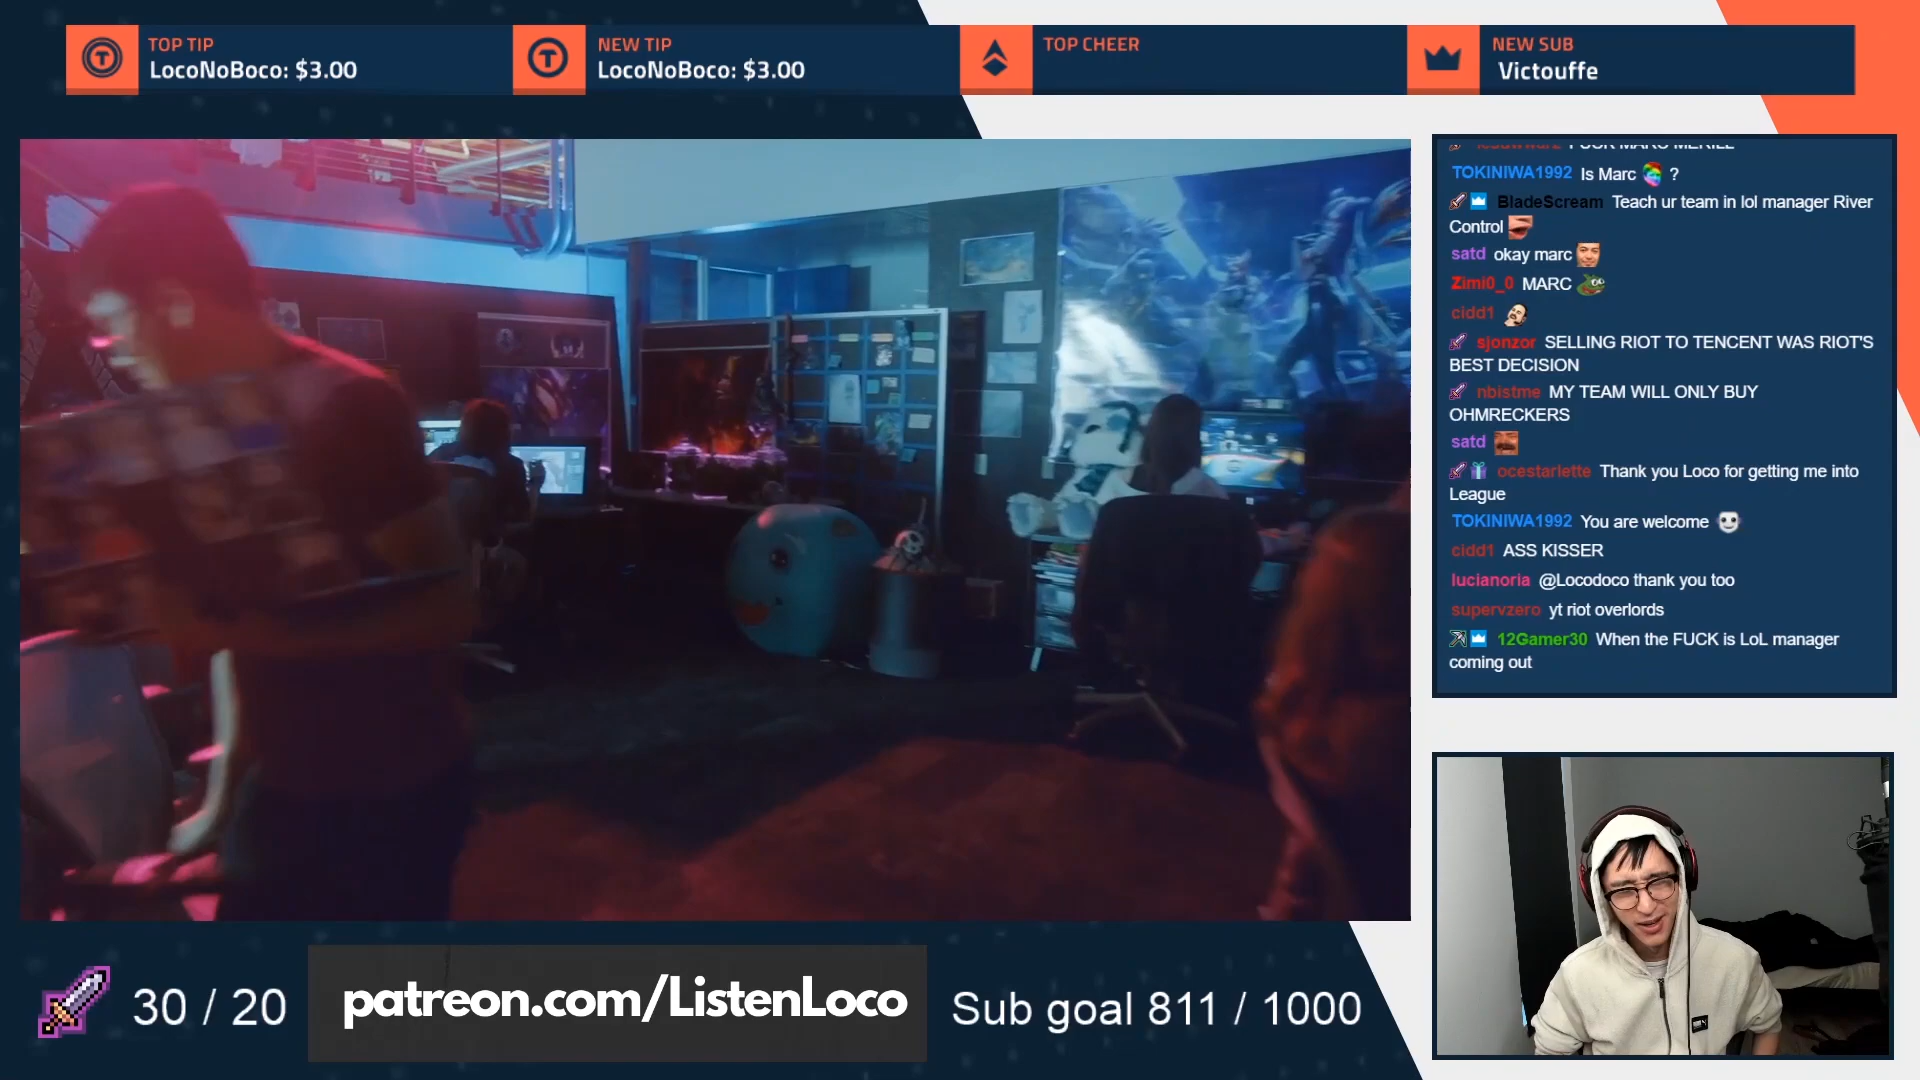 TOP TIP
LocoNoBoco: $3.00
NEW TIP
LocoNoBoco: $3.00
TOP CHEER
NEW SUB
Victouffe
TOKINIWA1992 Is Marc ?
BladeScream Teach ur team in lol manager River
Control
satd okay marc
Zimi0_0 MARC
cidd1
sjonzor SELLING RIOT TO TENCENT WAS RIOT'S
BEST DECISION
nbistme MY TEAM WILL ONLY BUY
OHMRECKERS
satd
ocestarlette Thank you Loco for getting me into
League
TOKINIWA1992 You are welcome
cidd1 ASS KISSER
lucianoria @Locodoco thank you too
supervzero yt riot overlords
12Gamer30 When the FUCK is LoL manager
coming out
30 / 20
patreon.com/ListenLoco
Sub goal 811 / 1000